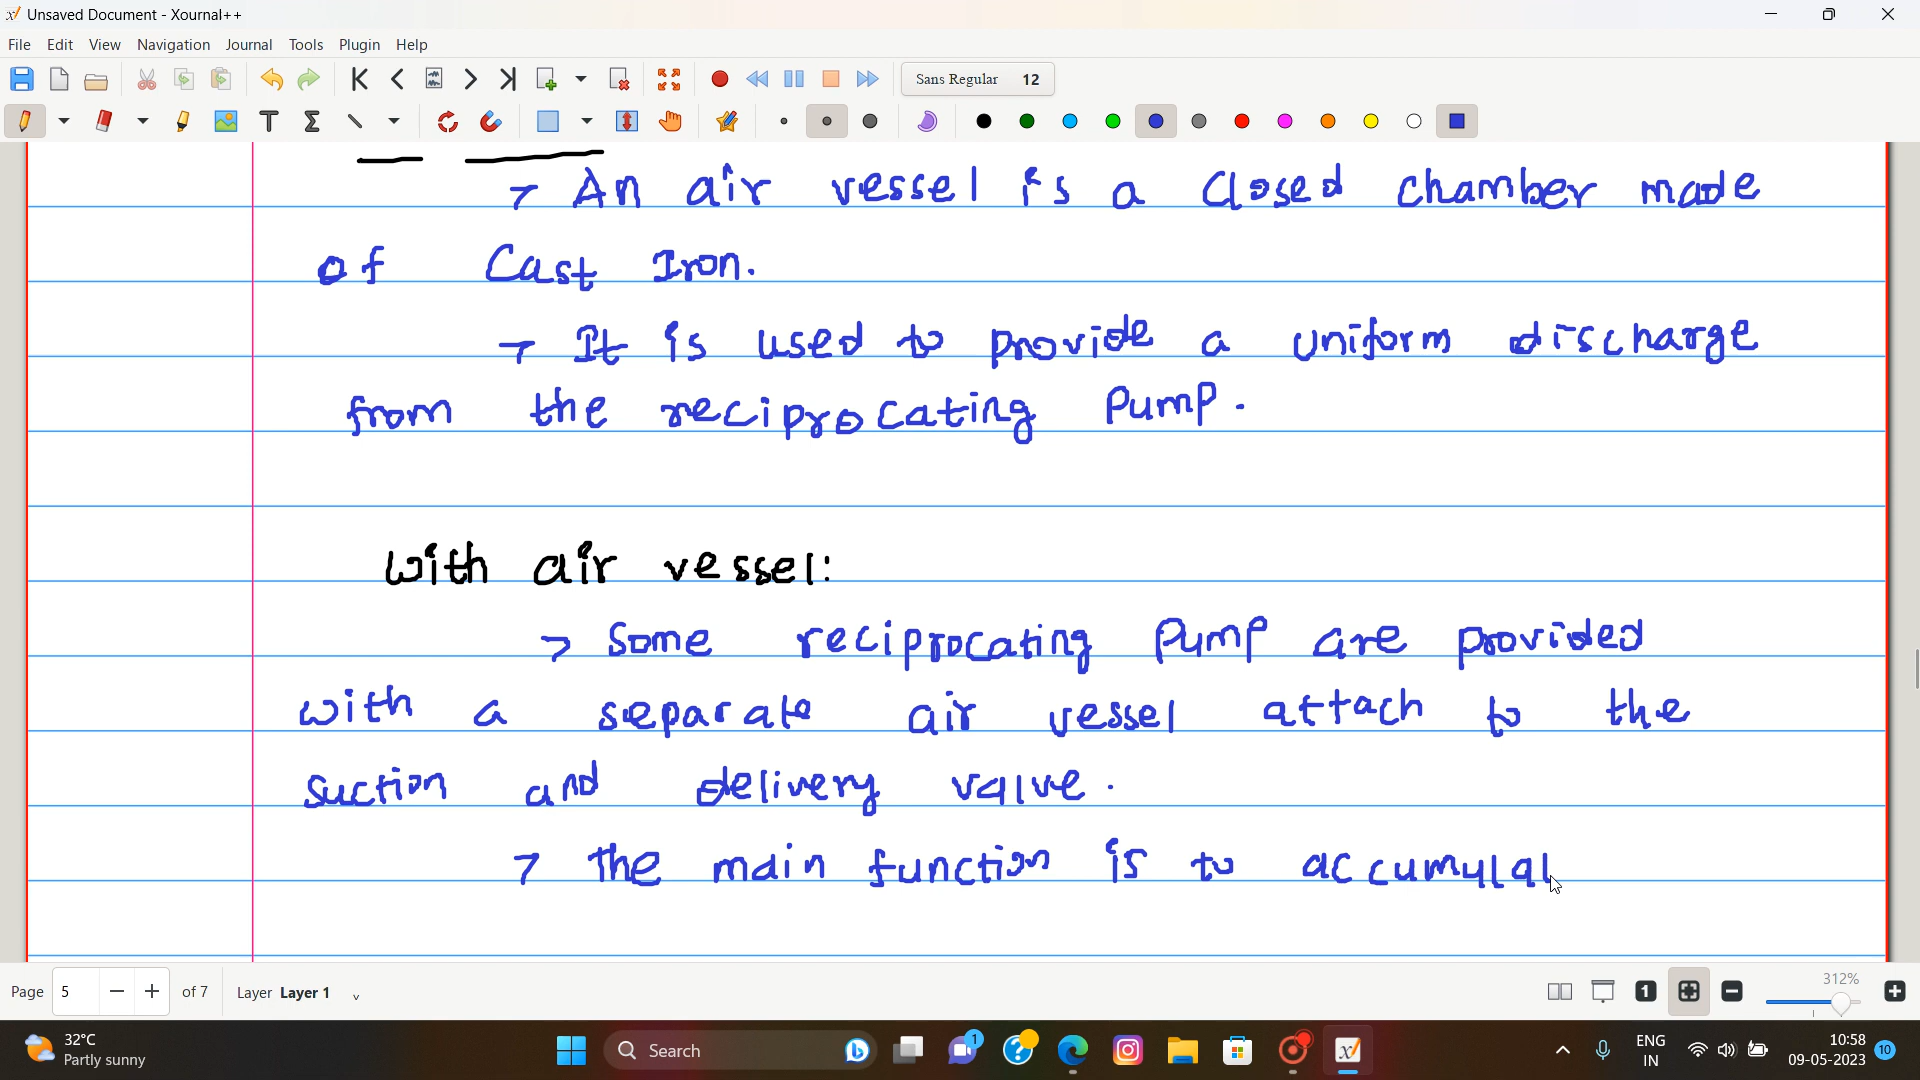 Unsaved Document - Xournal++
File Edit View Navigation Journal Tools Plugin Help
Sans Regular 12
> An air vessel is a closed chamber made
of Cast Iron.
> It is used to provide a uniform discharge
from the reciprocating Pump.
with air vessel:
> Some reciprocating Pump are provided
with a separate air vessel attach to the
suction and delivery valve.
> the main function is to accumulal
Page 5 of 7 Layer Layer 1
312%
32°C
Partly sunny
Search
1
ENG
IN
10:58
09-05-2023
10